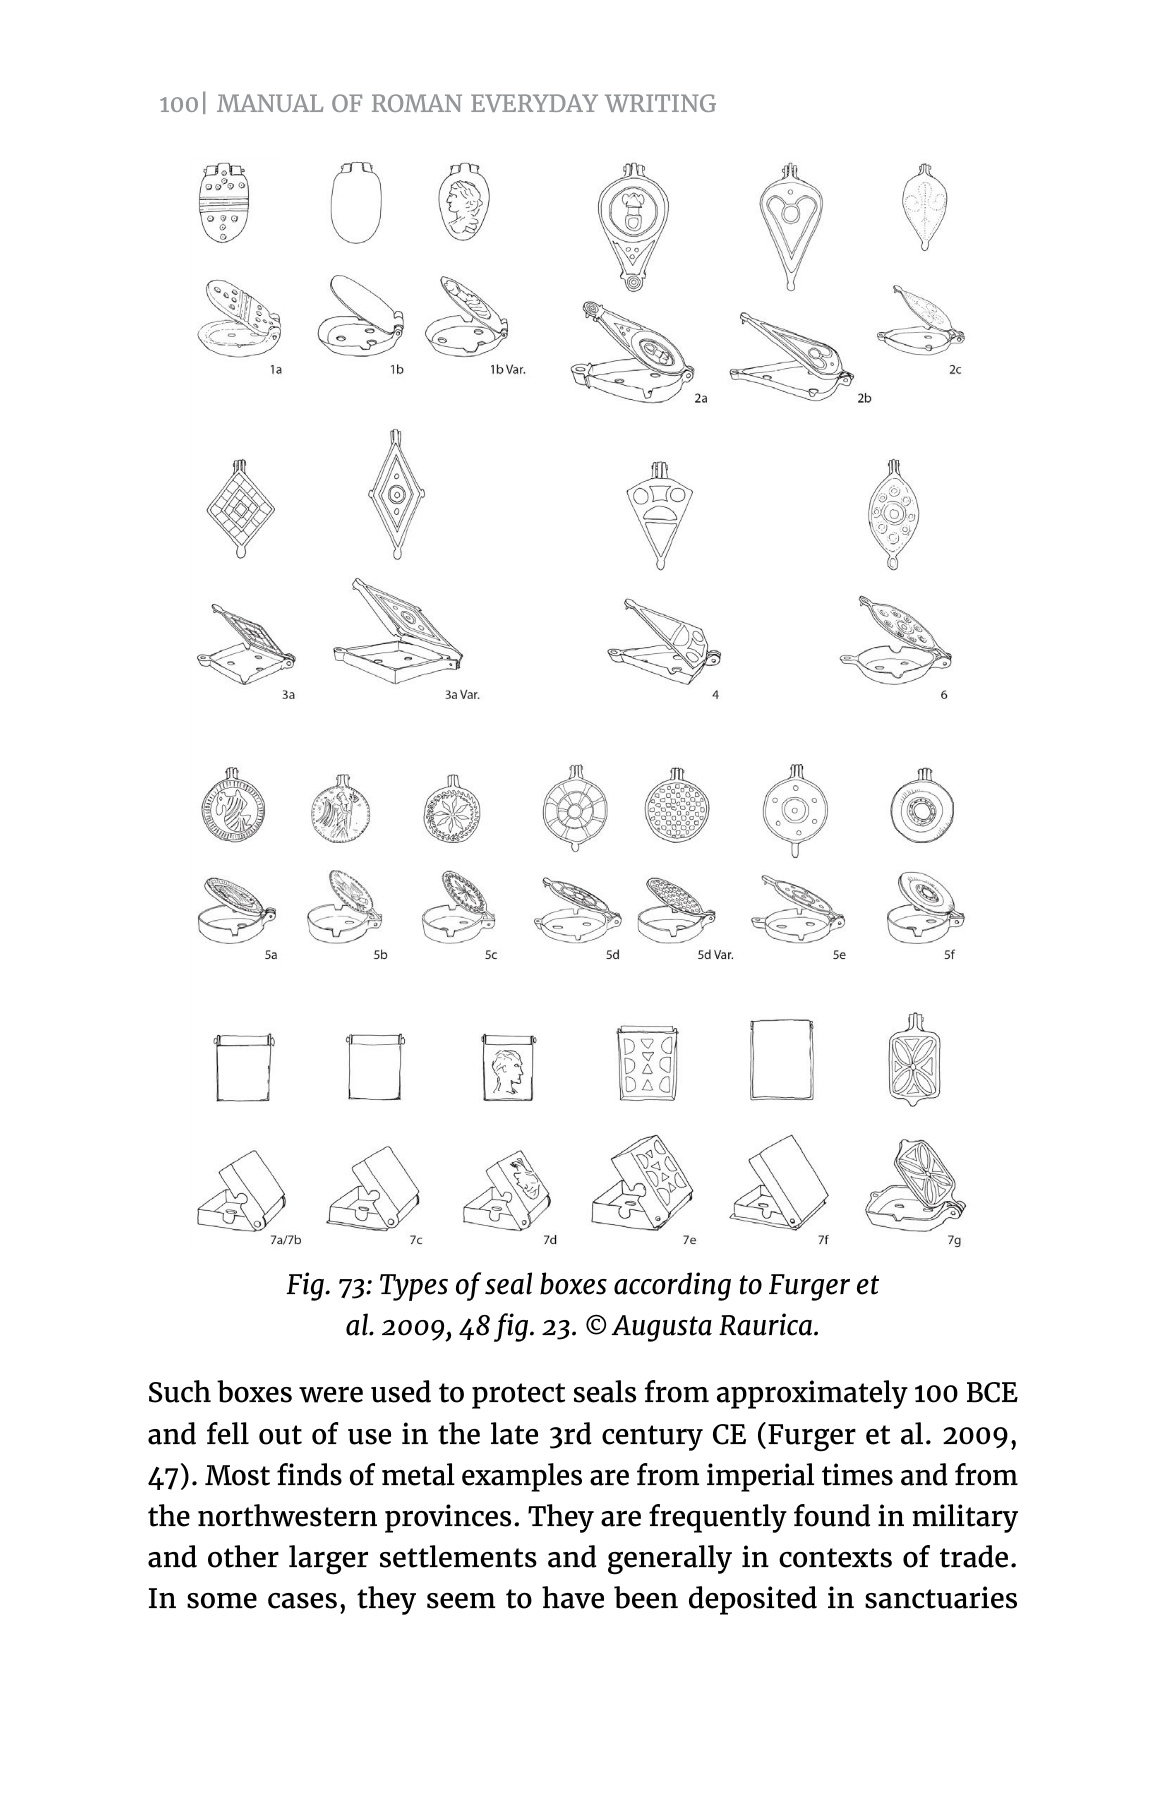 100| MANUAL OF ROMAN EVERYDAY WRITING
1a
1b
1b Var.
2a
2b
2c
3a
3a Var.
4
6
5a
5b
5c
5d
5d Var.
5e
5f
7a/7b
7c
7d
7e
7f
7g
Fig. 73: Types of seal boxes according to Furger et
al. 2009, 48 fig. 23. © Augusta Raurica.
Such boxes were used to protect seals from approximately 100 BCE
and fell out of use in the late 3rd century CE (Furger et al. 2009,
47). Most finds of metal examples are from imperial times and from
the northwestern provinces. They are frequently found in military
and other larger settlements and generally in contexts of trade.
In some cases, they seem to have been deposited in sanctuaries